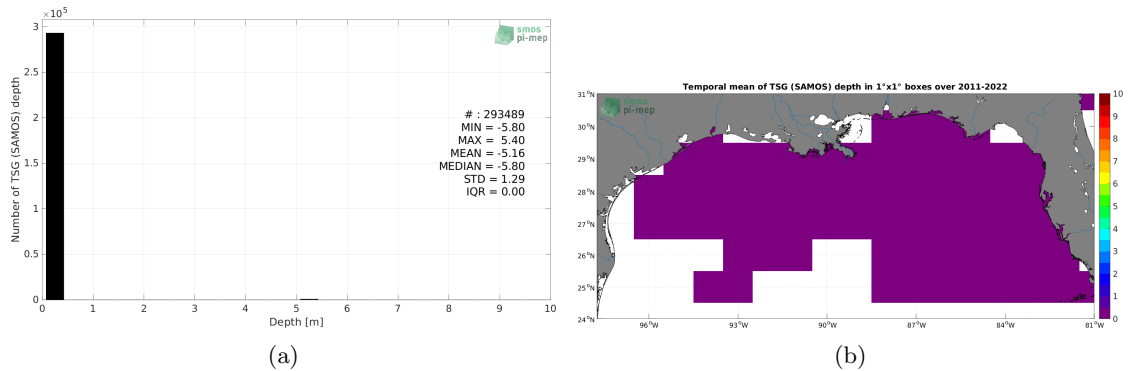 ×10^5
3
2.5
2
1.5
1
0.5
0
Number of TSG (SAMOS) depth
smos
pi-mep
# : 293489
MIN = -5.80
MAX = 5.40
MEAN = -5.16
MEDIAN = -5.80
STD = 1.29
IQR = 0.00
0 1 2 3 4 5 6 7 8 9 10
Depth [m]
(a)
Temporal mean of TSG (SAMOS) depth in 1°x1° boxes over 2011-2022
smos
pi-mep
31°N
30°N
29°N
28°N
27°N
26°N
25°N
24°N
96°W 93°W 90°W 87°W 84°W 81°W
10
9
8
7
6
5
4
3
2
1
0
(b)